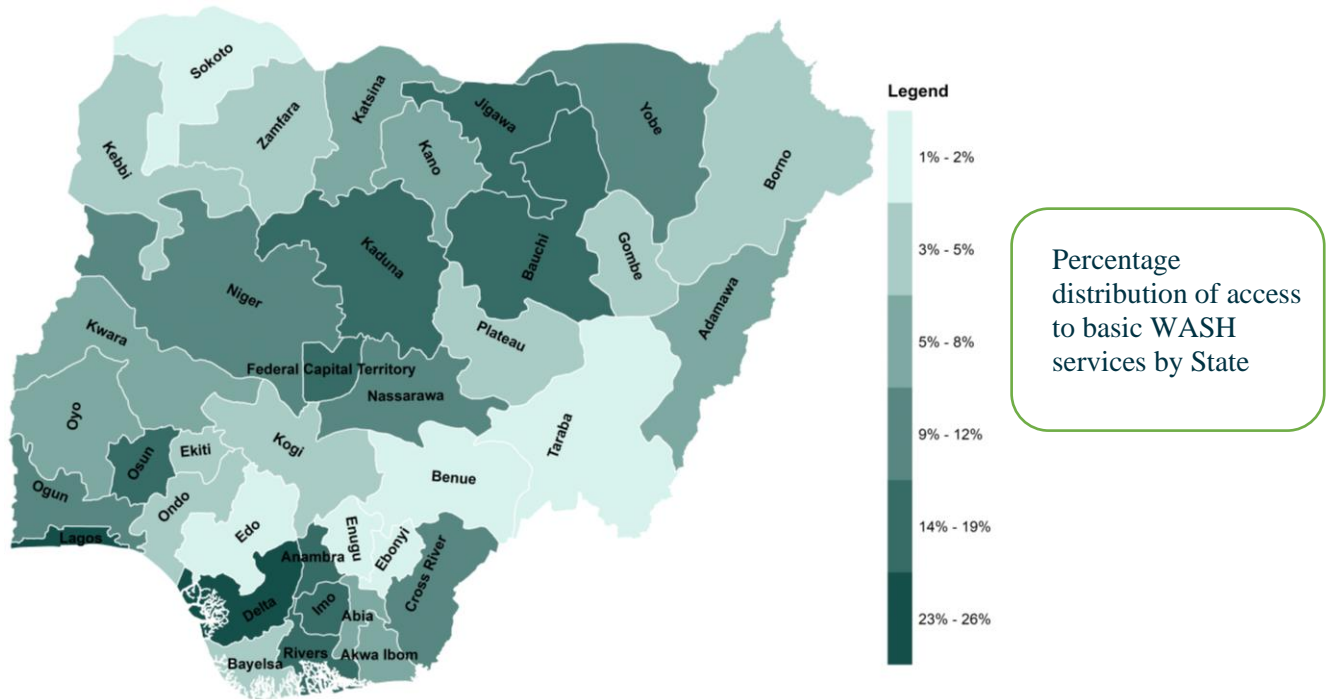 Sokoto
Katsina
Jigawa
Yobe
Zamfara
Kano
Kebbi
Borno
Kaduna
Bauchi
Gombe
Niger
Adamawa
Kwara
Plateau
Federal Capital Territory
Nassarawa
Oyo
Taraba
Osun
Ekiti
Kogi
Benue
Ogun
Ondo
Edo
Enugu
Ebonyi
Lagos
Anambra
Cross River
Delta
Imo
Abia
Bayelsa
Rivers
Akwa Ibom
Legend
1% - 2%
3% - 5%
5% - 8%
9% - 12%
14% - 19%
23% - 26%
Percentage
distribution of access
to basic WASH
services by State